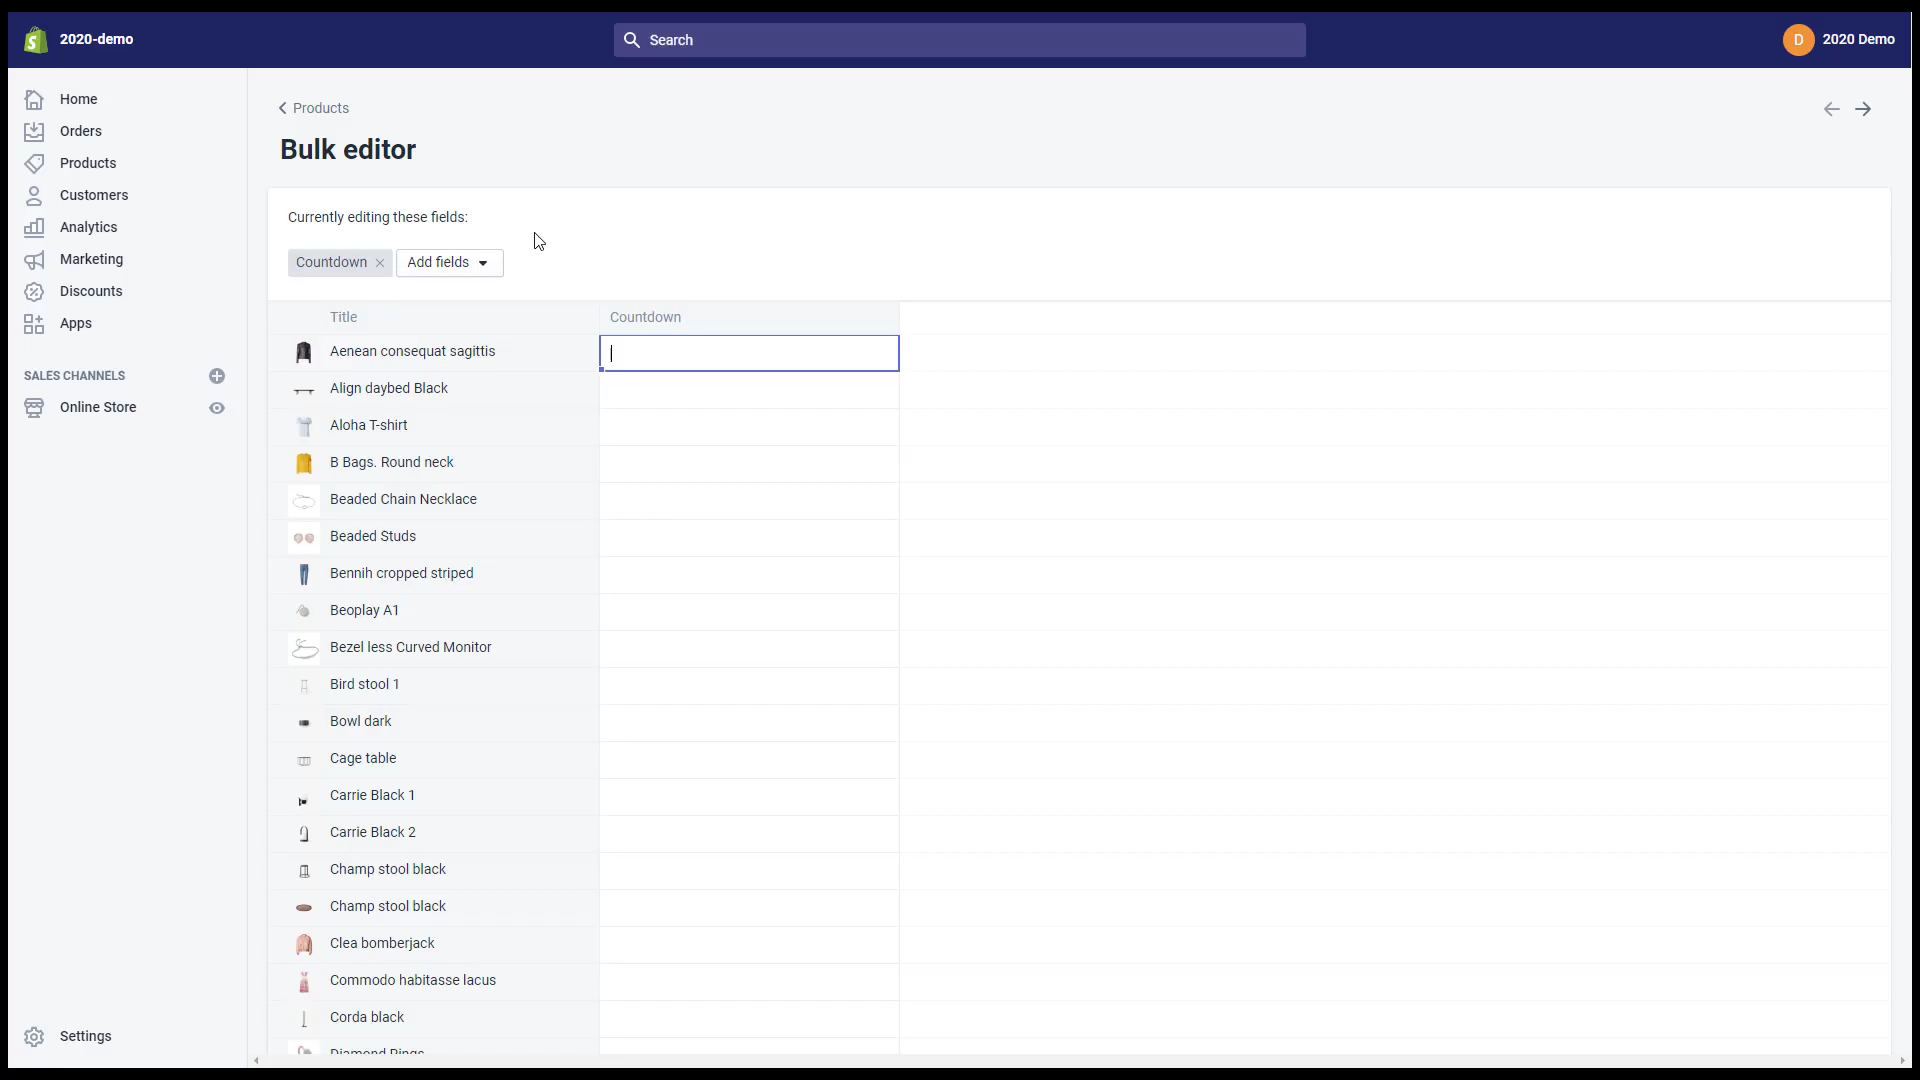 2020-demo
Search
D
2020 Demo
Home
Orders
Products
Customers
Analytics
Marketing
Discounts
Apps
SALES CHANNELS
Online Store
Settings
Products
Bulk editor
Currently editing these fields:
Countdown
Add fields
Title
Countdown
Aenean consequat sagittis
Align daybed Black
Aloha T-shirt
B Bags. Round neck
Beaded Chain Necklace
Beaded Studs
Bennih cropped striped
Beoplay A1
Bezel less Curved Monitor
Bird stool 1
Bowl dark
Cage table
Carrie Black 1
Carrie Black 2
Champ stool black
Champ stool black
Clea bomberjack
Commodo habitasse lacus
Corda black
Diamond Rings